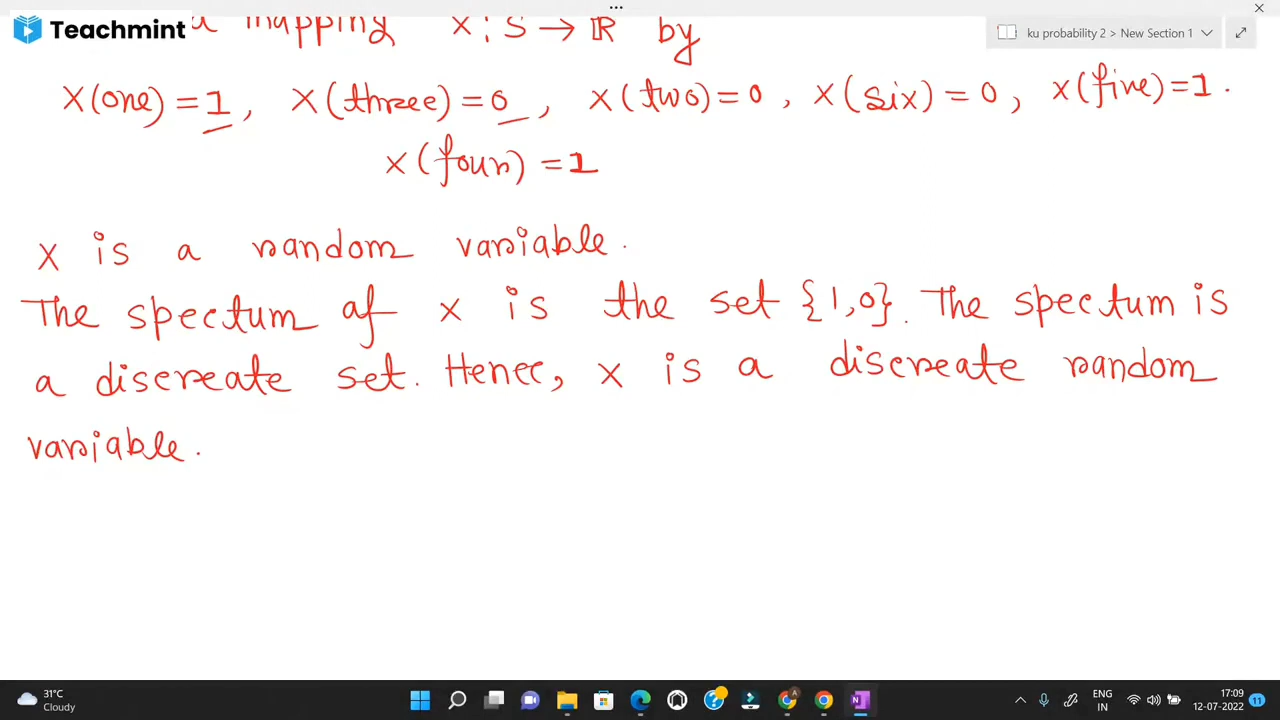 Teachmint
a mapping X : S → ℝ by
ku probability 2 > New Section 1
X(one) = 1, X(three) = 0, X(two) = 0, X(six) = 0, X(five) = 1.
X(four) = 1
X is a random variable.
The spectum af X is the set {1,0}. The spectum is
a discreate set. Hence, X is a discreate random
variable.
31°C
Cloudy
ENG
IN
17:09
12-07-2022
11